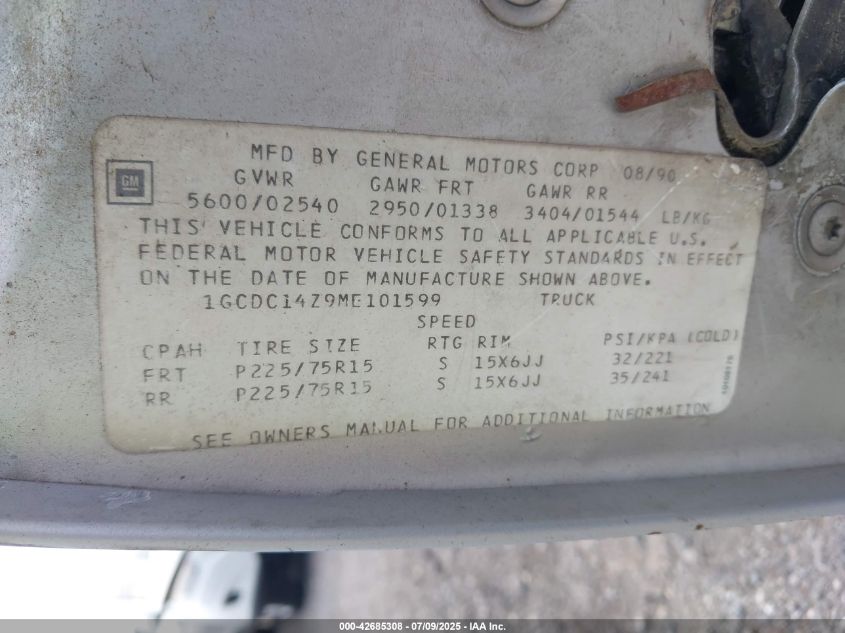 MFD BY GENERAL MOTORS CORP 08/90
GM
GVWR GAWR FRT GAWR RR
5600/02540 2950/01338 3404/01544 LB/KG
THIS VEHICLE CONFORMS TO ALL APPLICABLE U.S.
FEDERAL MOTOR VEHICLE SAFETY STANDARDS IN EFFECT
ON THE DATE OF MANUFACTURE SHOWN ABOVE.
1GCDC14Z9ME101599 TRUCK
SPEED
CPAH TIRE SIZE RTG RIM PSI/KPA (COLD)
FRT P225/75R15 S 15X6JJ 32/221
RR P225/75R15 S 15X6JJ 35/241
SEE OWNERS MANUAL FOR ADDITIONAL INFORMATION
000-42685308 | 07/09/2025 | IAA Inc.